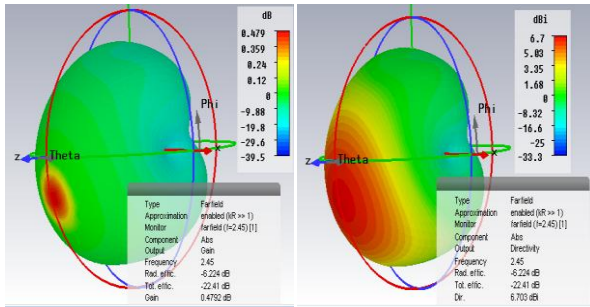 dB
0.479
0.359
0.24
0.12
0
-9.88
-19.8
-29.6
-39.5
Phi
z
Theta
x
Type Farfield
Approximation enabled (kR >> 1)
Monitor farfield (f=2.45) [1]
Component Abs
Output Gain
Frequency 2.45
Rad. effic. -6.224 dB
Tot. effic. -22.41 dB
Gain 0.4792 dB
dBi
6.7
5.03
3.35
1.68
0
-8.32
-16.6
-25
-33.3
Phi
z
Theta
x
Type Farfield
Approximation enabled (kR >> 1)
Monitor farfield (f=2.45) [1]
Component Abs
Output Directivity
Frequency 2.45
Rad. effic. -6.224 dB
Tot. effic. -22.41 dB
Dir. 6.703 dBi